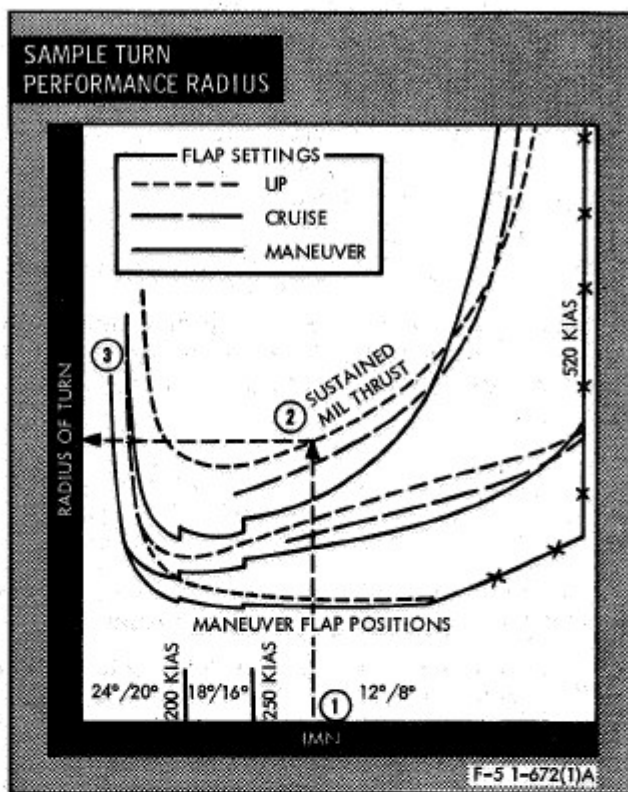 SAMPLE TURN
PERFORMANCE RADIUS
FLAP SETTINGS
UP
CRUISE
MANEUVER
3
2
SUSTAINED
MIL THRUST
520 KIAS
RADIUS OF TURN
MANEUVER FLAP POSITIONS
24°/20°
200 KIAS
18°/16°
250 KIAS
1
12°/8°
IMN
F-5 1-672(1)A